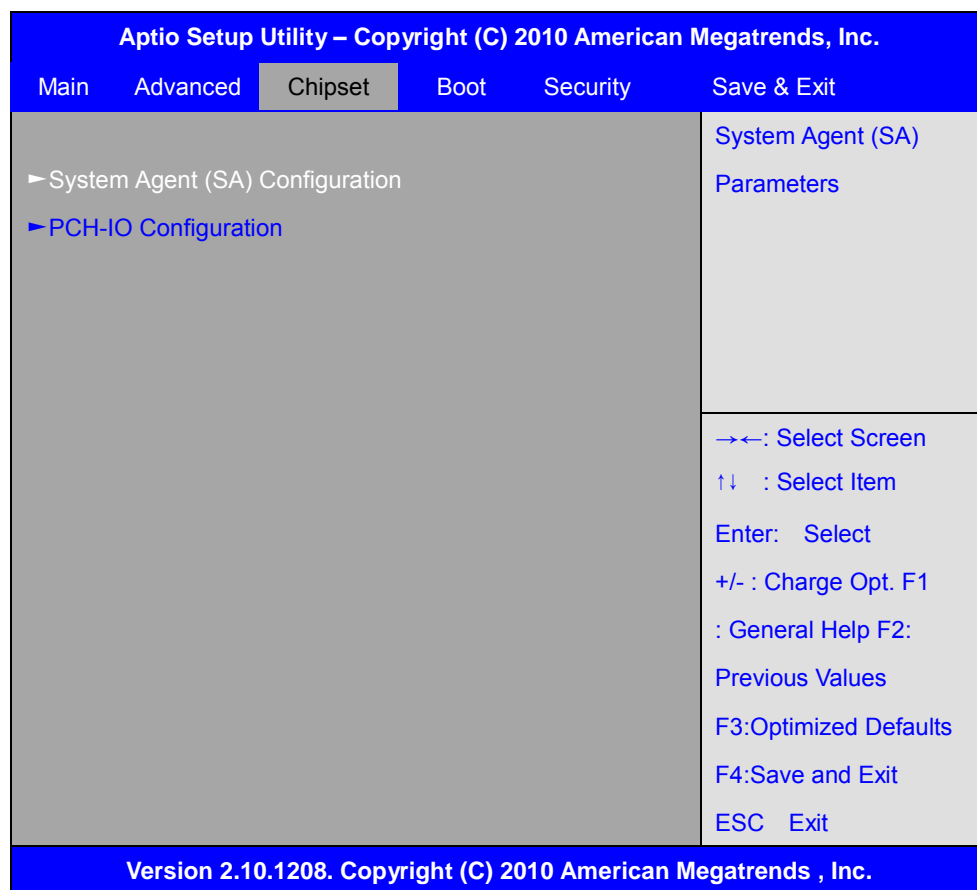 Aptio Setup Utility – Copyright (C) 2010 American Megatrends, Inc.
Main Advanced Chipset Boot Security Save & Exit
►System Agent (SA) Configuration
►PCH-IO Configuration
System Agent (SA)
Parameters
→←: Select Screen
↑↓ : Select Item
Enter: Select
+/- : Charge Opt. F1
: General Help F2:
Previous Values
F3:Optimized Defaults
F4:Save and Exit
ESC Exit
Version 2.10.1208. Copyright (C) 2010 American Megatrends , Inc.